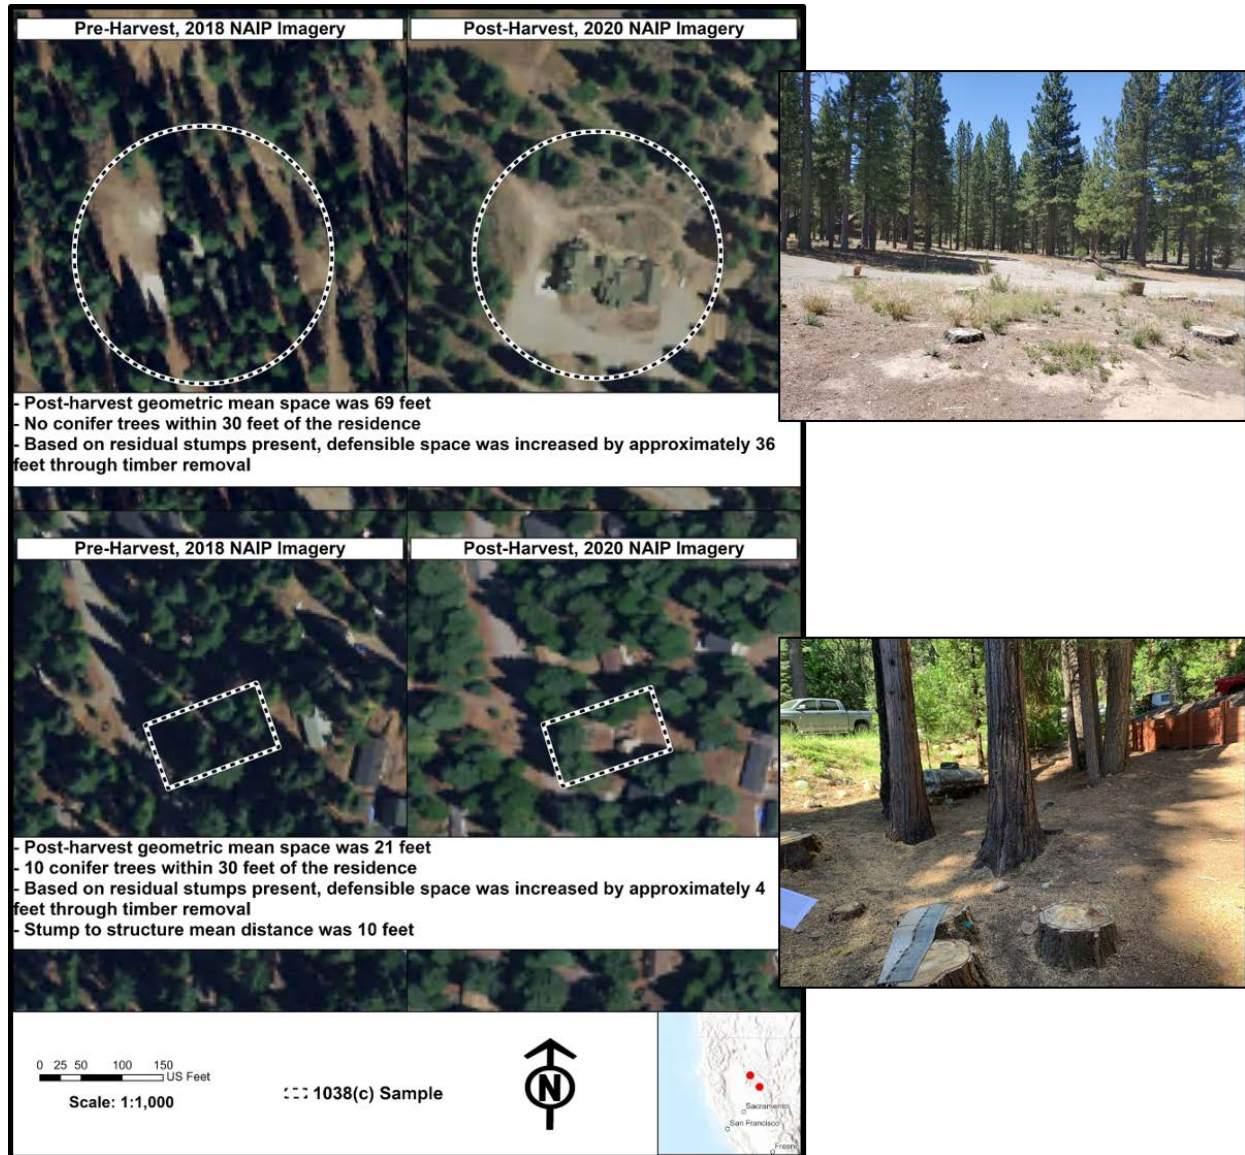 Pre-Harvest, 2018 NAIP Imagery
Post-Harvest, 2020 NAIP Imagery
- Post-harvest geometric mean space was 69 feet
- No conifer trees within 30 feet of the residence
- Based on residual stumps present, defensible space was increased by approximately 36
feet through timber removal
Pre-Harvest, 2018 NAIP Imagery
Post-Harvest, 2020 NAIP Imagery
- Post-harvest geometric mean space was 21 feet
- 10 conifer trees within 30 feet of the residence
- Based on residual stumps present, defensible space was increased by approximately 4
feet through timber removal
- Stump to structure mean distance was 10 feet
0 25 50 100 150
US Feet
Scale: 1:1,000
1038(c) Sample
N
Sacramento
San Francisco
Fresno